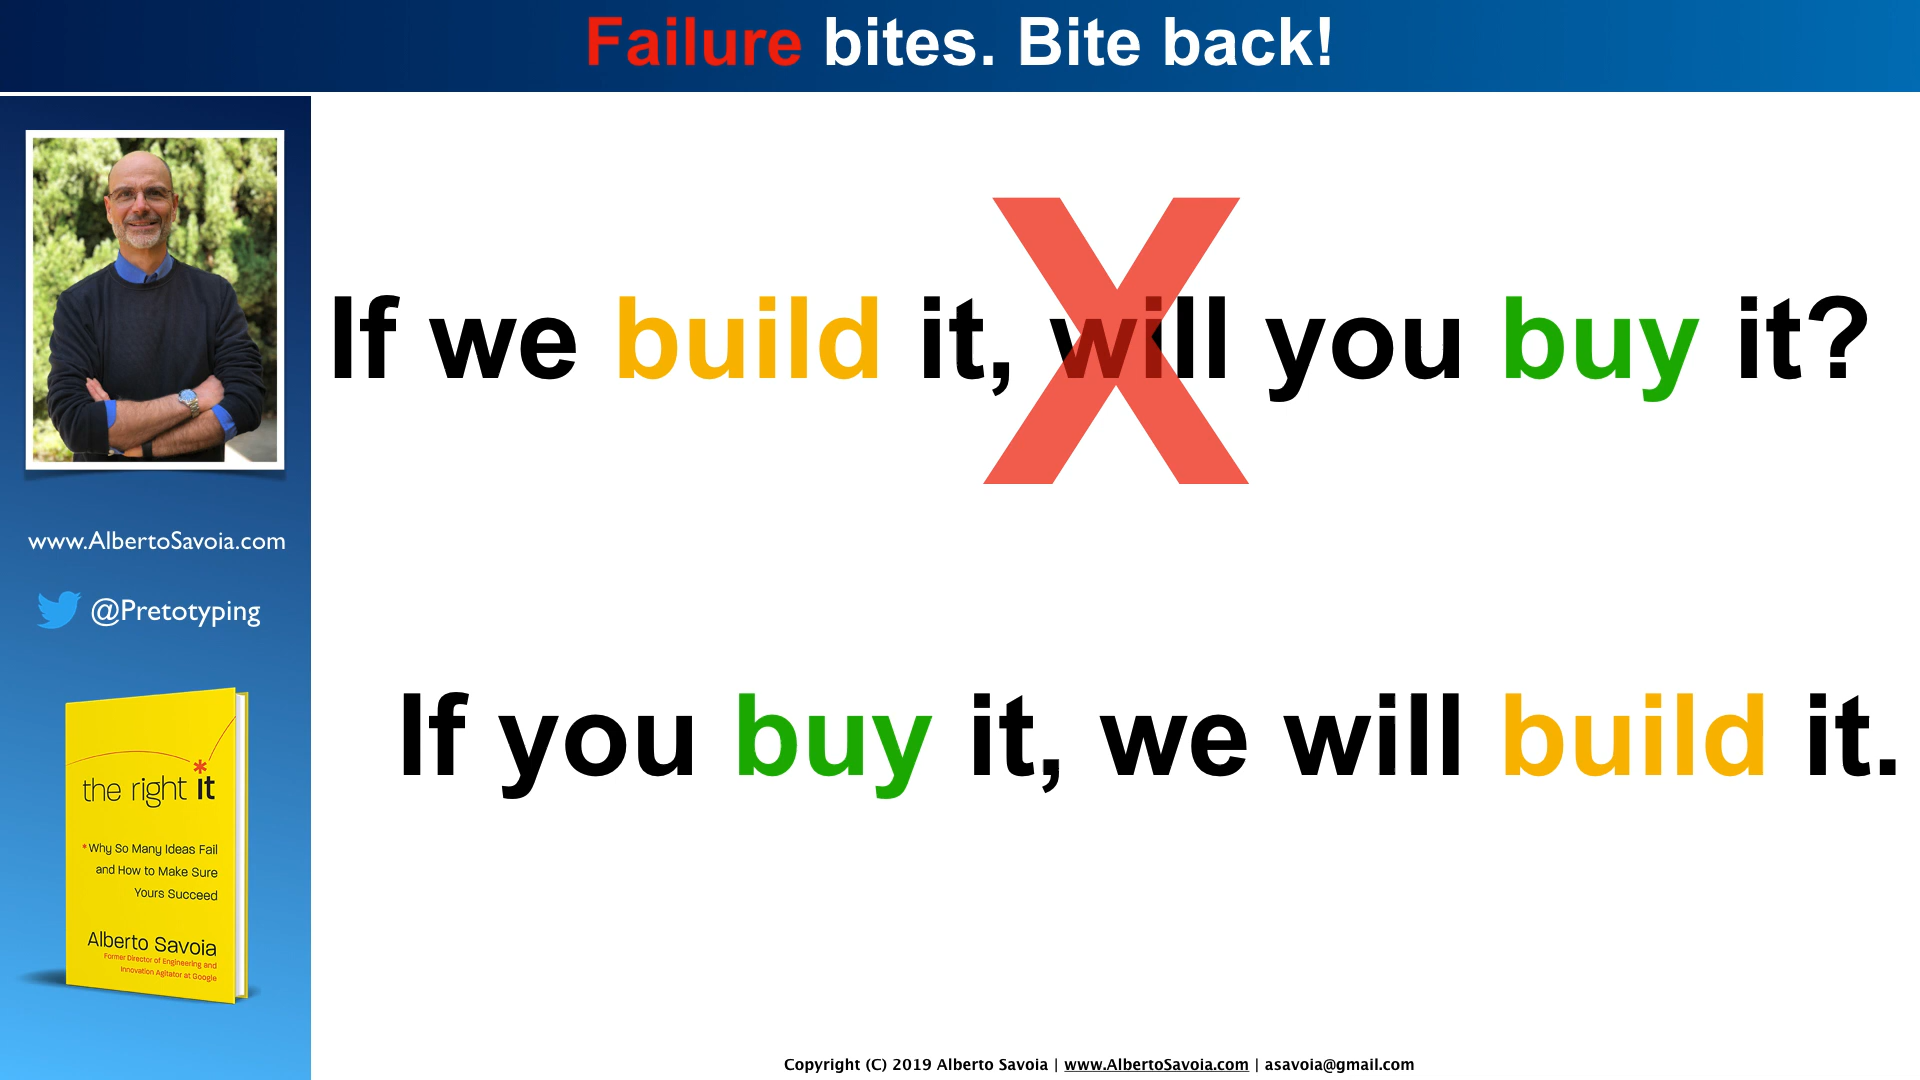 Failure bites. Bite back!
www.AlbertoSavoia.com
@Pretotyping
the right *it
*Why So Many Ideas Fail
and How to Make Sure
Yours Succeed
Alberto Savoia
Former Director of Engineering and
Innovation Agitator at Google
If we build it, will you buy it?
X
If you buy it, we will build it.
Copyright (C) 2019 Alberto Savoia | www.AlbertoSavoia.com | asavoia@gmail.com